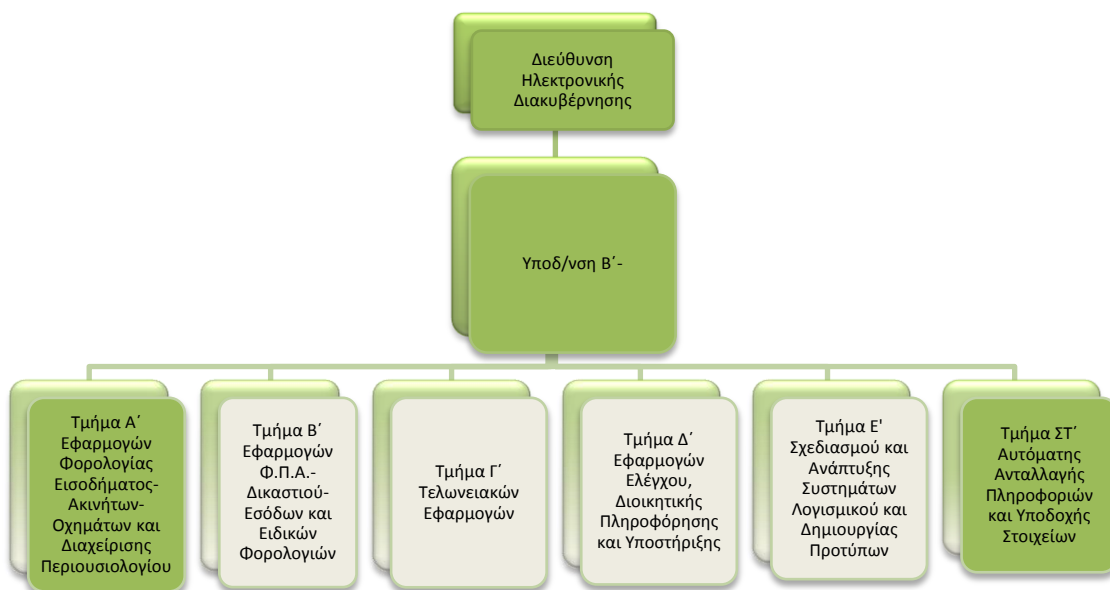 Διεύθυνση
Ηλεκτρονικής
Διακυβέρνησης
Υποδ/νση Β΄-
Τμήμα Α΄
Εφαρμογών
Φορολογίας
Εισοδήματος-
Ακινήτων-
Οχημάτων και
Διαχείρισης
Περιουσιολογίου
Τμήμα Β΄
Εφαρμογών
Φ.Π.Α.-
Δικαστιού-
Εσόδων και
Ειδικών
Φορολογιών
Τμήμα Γ΄
Τελωνειακών
Εφαρμογών
Τμήμα Δ΄
Εφαρμογών
Ελέγχου,
Διοικητικής
Πληροφόρησης
και Υποστήριξης
Τμήμα Ε'
Σχεδιασμού και
Ανάπτυξης
Συστημάτων
Λογισμικού και
Δημιουργίας
Προτύπων
Τμήμα ΣΤ΄
Αυτόματης
Ανταλλαγής
Πληροφοριών
και Υποδοχής
Στοιχείων